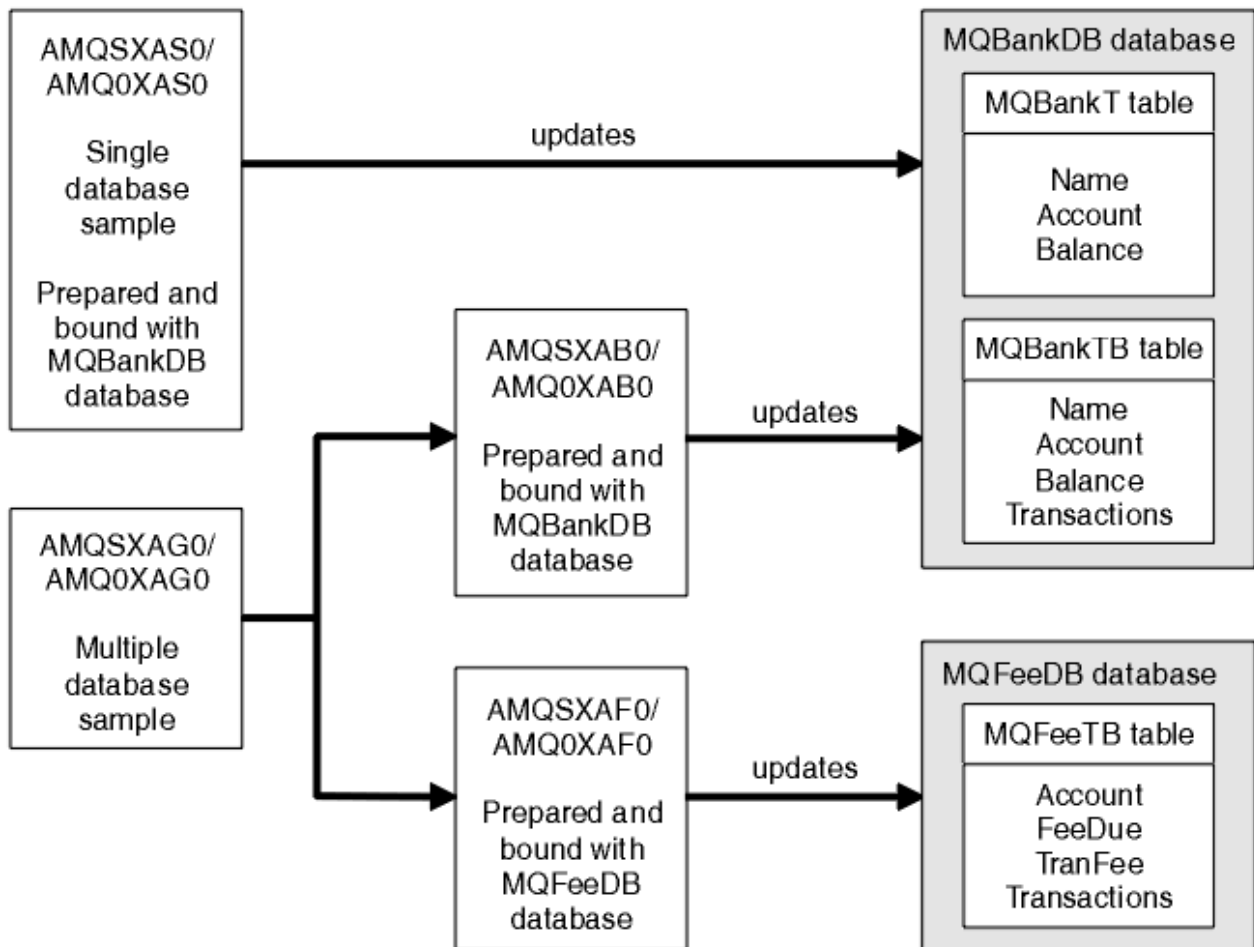 AMQSXAS0/
AMQ0XAS0
Single
database
sample
Prepared and
bound with
MQBankDB
database
updates
MQBankDB database
MQBankT table
Name
Account
Balance
MQBankTB table
Name
Account
Balance
Transactions
AMQSXAB0/
AMQ0XAB0
Prepared and
bound with
MQBankDB
database
updates
AMQSXAG0/
AMQ0XAG0
Multiple
database
sample
AMQSXAF0/
AMQ0XAF0
Prepared and
bound with
MQFeeDB
database
updates
MQFeeDB database
MQFeeTB table
Account
FeeDue
TranFee
Transactions